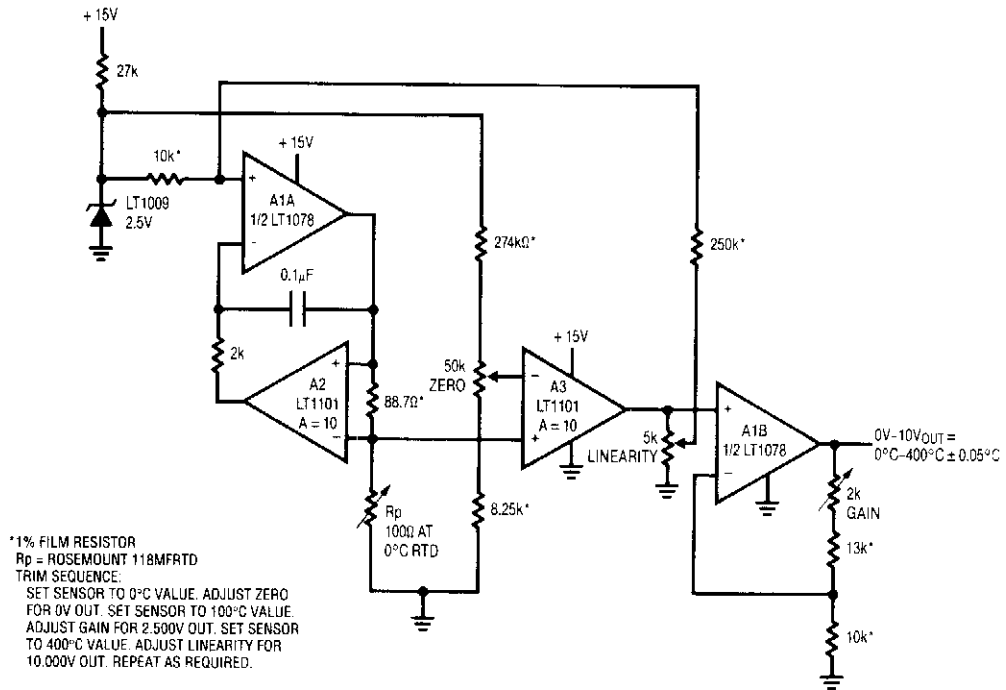 + 15V
27k
10k*
+ 15V
+
A1A
1/2 LT1078
-
LT1009
2.5V
274kΩ*
250k*
0.1µF
2k
+
A2
LT1101
A = 10
-
88.7Ω*
50k
ZERO
+ 15V
-
A3
LT1101
A = 10
+
5k
LINEARITY
+
A1B
1/2 LT1078
-
0V–10VOUT =
0°C–400°C ± 0.05°C
2k
GAIN
13k*
10k*
Rp
100Ω AT
0°C RTD
8.25k*
*1% FILM RESISTOR
Rp = ROSEMOUNT 118MFRTD
TRIM SEQUENCE:
SET SENSOR TO 0°C VALUE. ADJUST ZERO
FOR 0V OUT. SET SENSOR TO 100°C VALUE.
ADJUST GAIN FOR 2.500V OUT. SET SENSOR
TO 400°C VALUE. ADJUST LINEARITY FOR
10.000V OUT. REPEAT AS REQUIRED.